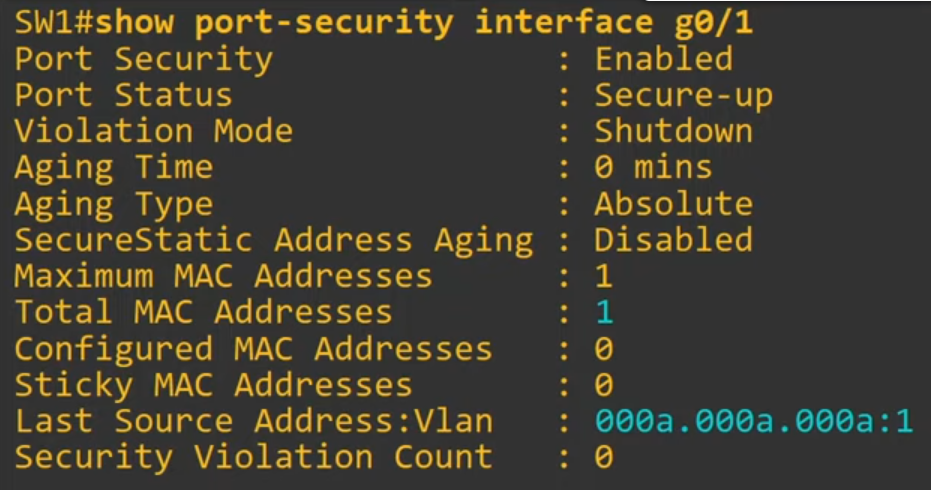 SW1#show port-security interface g0/1
Port Security : Enabled
Port Status : Secure-up
Violation Mode : Shutdown
Aging Time : 0 mins
Aging Type : Absolute
SecureStatic Address Aging : Disabled
Maximum MAC Addresses : 1
Total MAC Addresses : 1
Configured MAC Addresses : 0
Sticky MAC Addresses : 0
Last Source Address:Vlan : 000a.000a.000a:1
Security Violation Count : 0